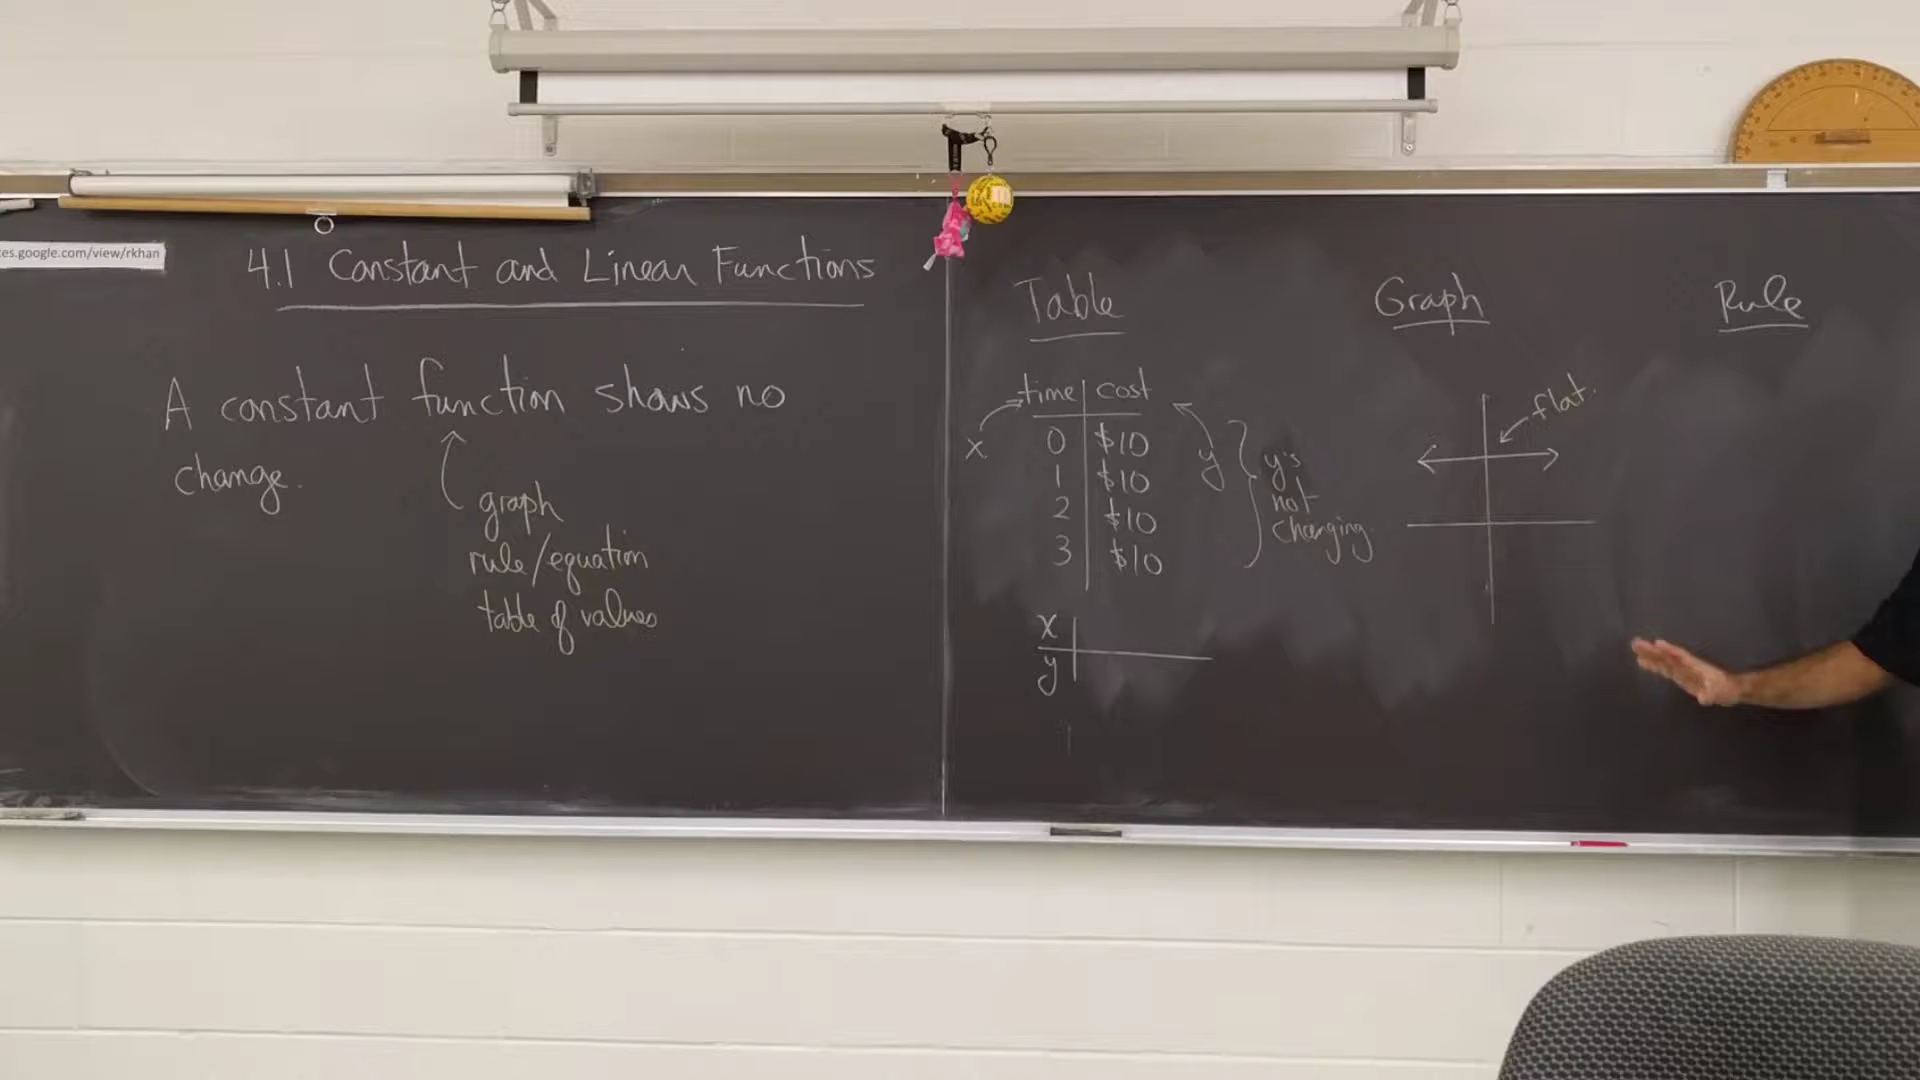 tes.google.com/view/rkhan
4.1 Constant and Linear Functions
A constant function shows no
change.
graph
rule/equation
table of values
Table
time cost
0 $10
1 $10
2 $10
3 $10
x
y
y's
not
changing.
x
y
Graph
flat.
Rule